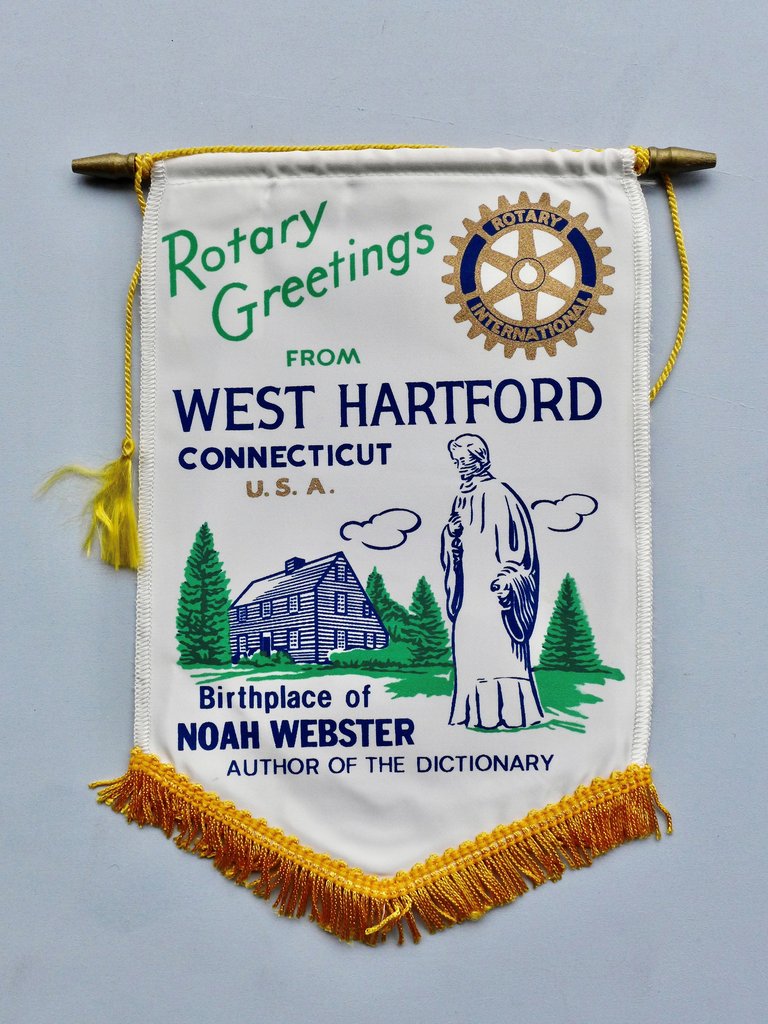 Rotary
Greetings
ROTARY
INTERNATIONAL
FROM
WEST HARTFORD
CONNECTICUT
U.S.A.
Birthplace of
NOAH WEBSTER
AUTHOR OF THE DICTIONARY